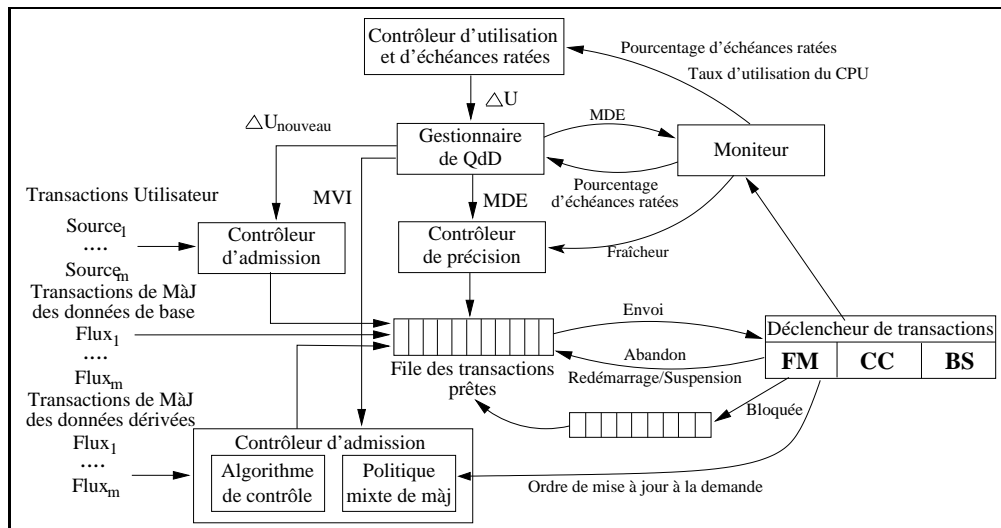 Contrôleur d'utilisation
et d'échéances ratées
Pourcentage d'échéances ratées
Taux d'utilisation du CPU
△U
△U nouveau
Gestionnaire
de QdD
MDE
Moniteur
Pourcentage
d'échéances ratées
MVI
MDE
Transactions Utilisateur
Source1
....
Sourcem
Contrôleur
d'admission
Contrôleur
de précision
Fraîcheur
Transactions de MàJ
des données de base
Flux1
....
Fluxm
File des transactions
prêtes
Envoi
Abandon
Redémarrage/Suspension
Déclencheur de transactions
FM CC BS
Bloquée
Transactions de MàJ
des données dérivées
Flux1
....
Fluxm
Contrôleur d'admission
Algorithme
de contrôle
Politique
mixte de màj
Ordre de mise à jour à la demande